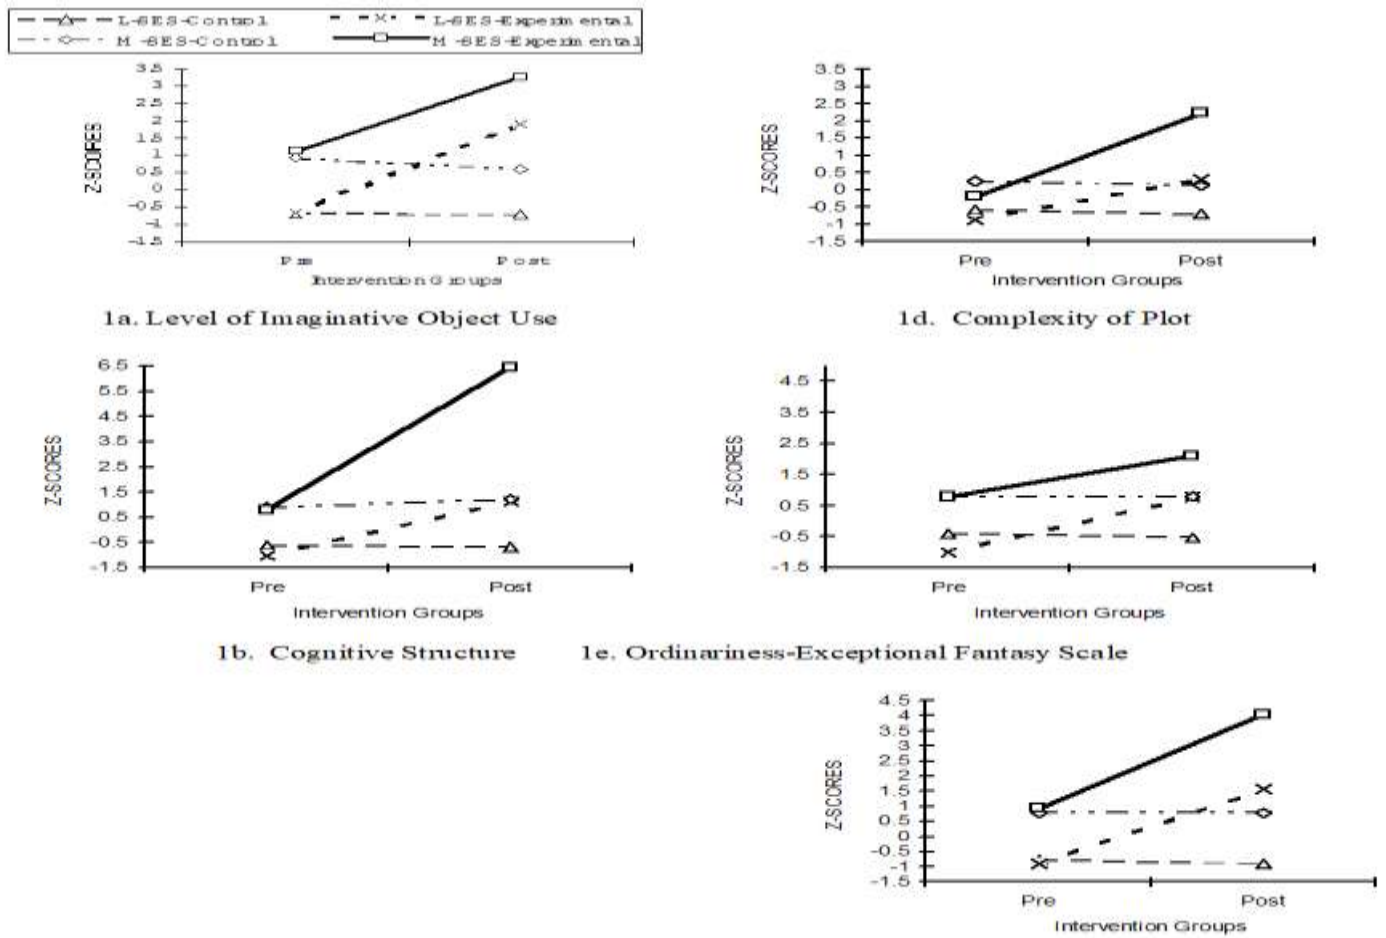 L-SES-Control L-SES-Experimental
M-SES-Control M-SES-Experimental
3.5
3
2.5
2
1.5
1
0.5
0
-0.5
-1
-1.5
Z-SCORES
Pre Post
Intervention Groups
1a. Level of Imaginative Object Use
3.5
3
2.5
2
1.5
1
0.5
0
-0.5
-1
-1.5
Z-SCORES
Pre Post
Intervention Groups
1d. Complexity of Plot
6.5
5.5
4.5
3.5
2.5
1.5
0.5
-0.5
-1.5
Z-SCORES
Pre Post
Intervention Groups
1b. Cognitive Structure
4.5
3.5
2.5
1.5
0.5
-0.5
-1.5
Z-SCORES
Pre Post
Intervention Groups
1e. Ordinariness-Exceptional Fantasy Scale
4.5
4
3.5
3
2.5
2
1.5
1
0.5
0
-0.5
-1
-1.5
Z-SCORES
Pre Post
Intervention Groups